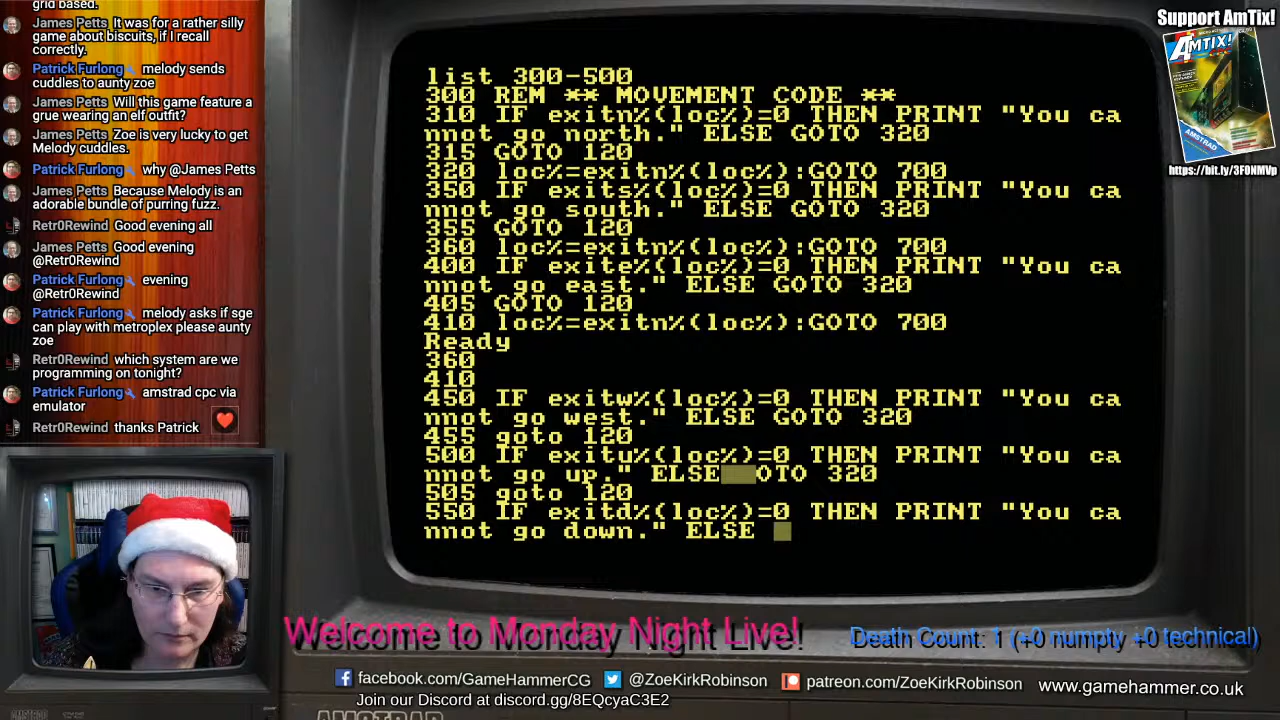 grid based.
James Petts It was for a rather silly
game about biscuits, if I recall
correctly.
Patrick Furlong melody sends
cuddles to aunty zoe
James Petts Will this game feature a
grue wearing an elf outfit?
James Petts Zoe is very lucky to get
Melody cuddles.
Patrick Furlong why @James Petts
James Petts Because Melody is an
adorable bundle of purring fuzz.
Retr0Rewind Good evening all
James Petts Good evening
@Retr0Rewind
Patrick Furlong evening
@Retr0Rewind
Patrick Furlong melody asks if sge
can play with metroplex please aunty
zoe
Retr0Rewind which system are we
programming on tonight?
Patrick Furlong amstrad cpc via
emulator
Retr0Rewind thanks Patrick
list 300-500
300 REM ** MOVEMENT CODE **
310 IF exitn%(loc%)=0 THEN PRINT "You ca
nnot go north." ELSE GOTO 320
315 GOTO 120
320 loc%=exitn%(loc%):GOTO 700
350 IF exits%(loc%)=0 THEN PRINT "You ca
nnot go south." ELSE GOTO 320
355 GOTO 120
360 loc%=exitn%(loc%):GOTO 700
400 IF exite%(loc%)=0 THEN PRINT "You ca
nnot go east." ELSE GOTO 320
405 GOTO 120
410 loc%=exitn%(loc%):GOTO 700
Ready
360
410
450 IF exitw%(loc%)=0 THEN PRINT "You ca
nnot go west." ELSE GOTO 320
455 goto 120
500 IF exitu%(loc%)=0 THEN PRINT "You ca
nnot go up." ELSE OTO 320
505 goto 120
550 IF exitd%(loc%)=0 THEN PRINT "You ca
nnot go down." ELSE
Support AmTix!
AMTIX!
AMSTRAD
https://bit.ly/3F0NMVp
Welcome to Monday Night Live!
Death Count: 1 (+0 numpty +0 technical)
facebook.com/GameHammerCG @ZoeKirkRobinson patreon.com/ZoeKirkRobinson www.gamehammer.co.uk
Join our Discord at discord.gg/8EQcyaC3E2
AMSTRAD